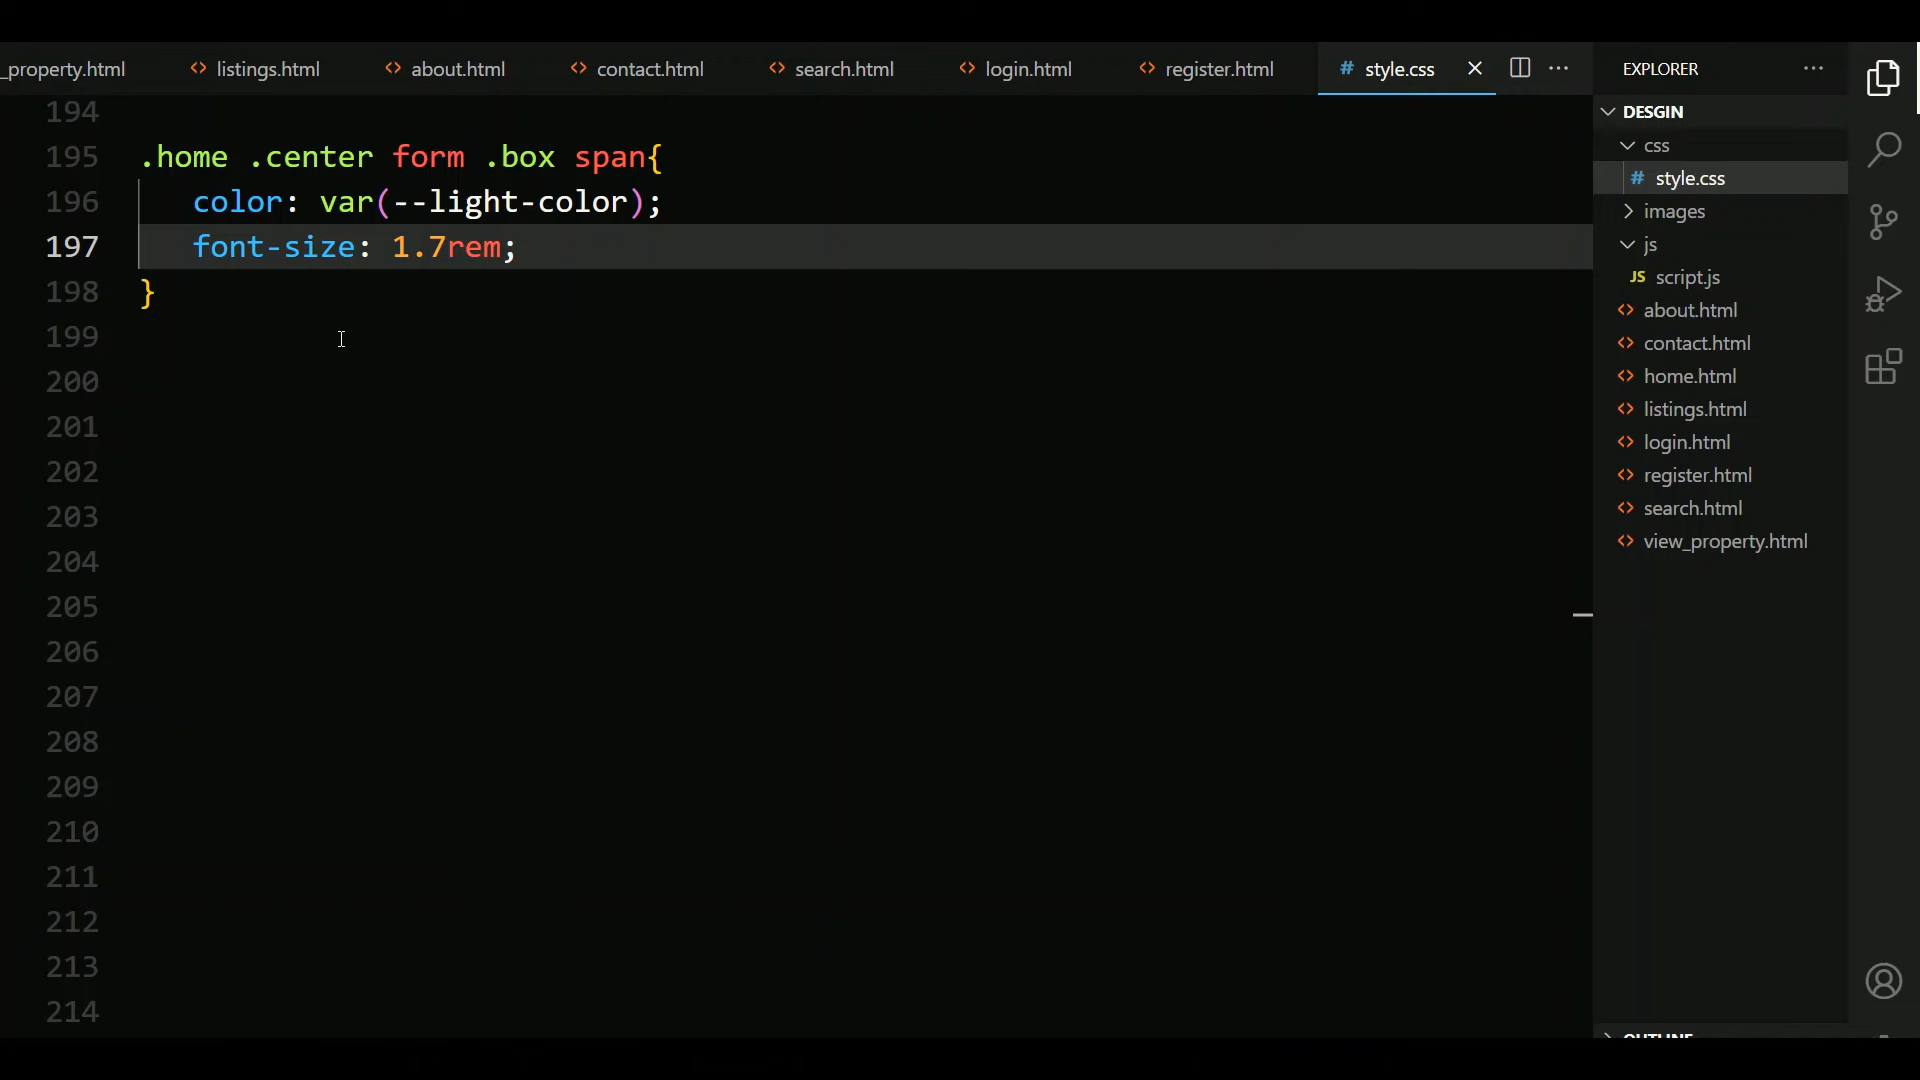 _property.html listings.html about.html contact.html search.html login.html register.html # style.css
EXPLORER
DESGIN
css
# style.css
images
js
JS script.js
about.html
contact.html
home.html
listings.html
login.html
register.html
search.html
view_property.html
OUTLINE
194
195 .home .center form .box span{
196 color: var(--light-color);
197 font-size: 1.7rem;
198 }
199
200
201
202
203
204
205
206
207
208
209
210
211
212
213
214